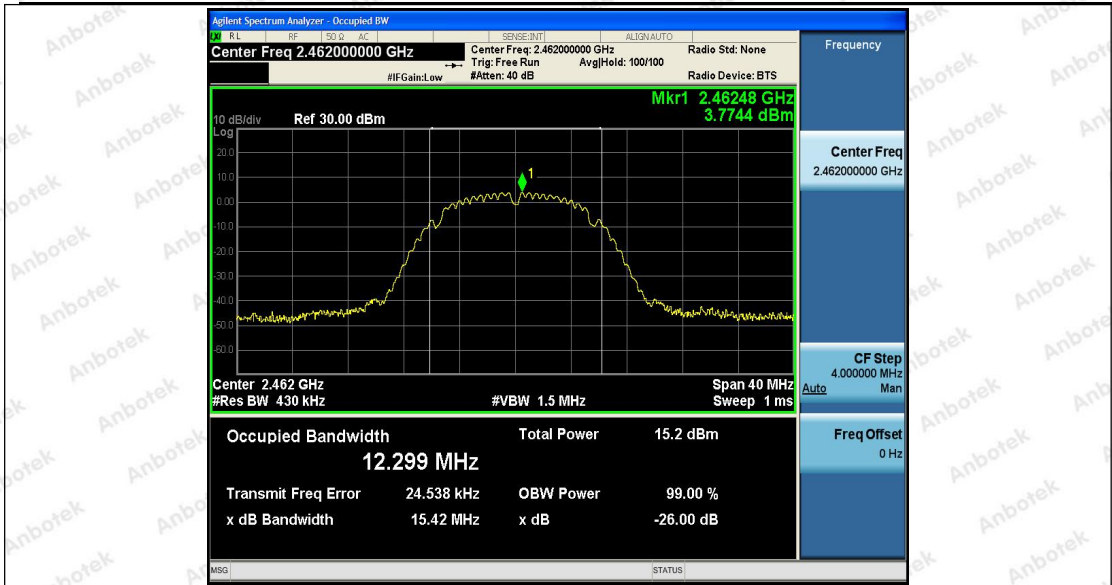 Agilent Spectrum Analyzer - Occupied BW
LXI RL RF 50 Ω AC SENSE:INT ALIGN AUTO
Center Freq 2.462000000 GHz
Center Freq: 2.462000000 GHz
Radio Std: None
Trig: Free Run Avg|Hold: 100/100
#IFGain:Low #Atten: 40 dB Radio Device: BTS
Mkr1 2.46248 GHz
3.7744 dBm
10 dB/div Ref 30.00 dBm
Log
20.0
10.0
0.00
-10.0
-20.0
-30.0
-40.0
-50.0
-60.0
1
Center 2.462 GHz Span 40 MHz
#Res BW 430 kHz #VBW 1.5 MHz Sweep 1 ms
Occupied Bandwidth Total Power 15.2 dBm
12.299 MHz
Transmit Freq Error 24.538 kHz OBW Power 99.00 %
x dB Bandwidth 15.42 MHz x dB -26.00 dB
MSG STATUS
Frequency
Center Freq
2.462000000 GHz
CF Step
4.000000 MHz
Auto Man
Freq Offset
0 Hz
Anbotek